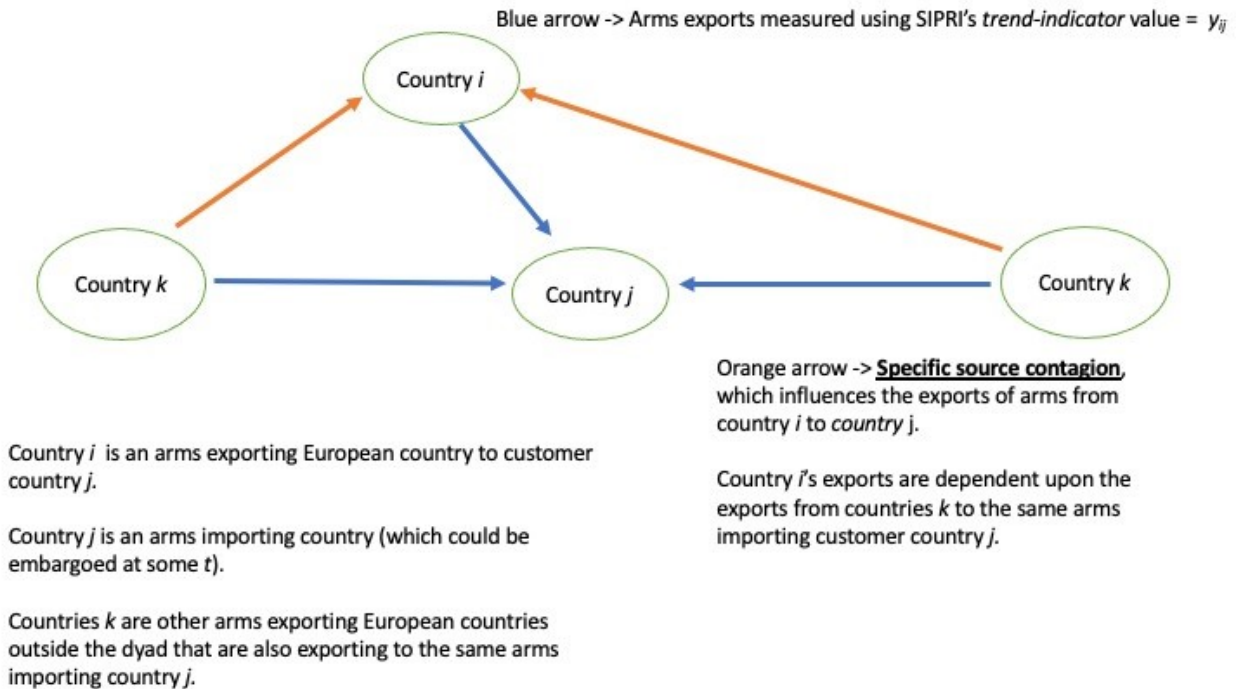 Blue arrow -> Arms exports measured using SIPRI's trend-indicator value = yij
Country i
Country k
Country j
Country k
Orange arrow -> Specific source contagion,
which influences the exports of arms from
country i to country j.
Country i's exports are dependent upon the
exports from countries k to the same arms
importing customer country j.
Country i is an arms exporting European country to customer
country j.
Country j is an arms importing country (which could be
embargoed at some t).
Countries k are other arms exporting European countries
outside the dyad that are also exporting to the same arms
importing country j.